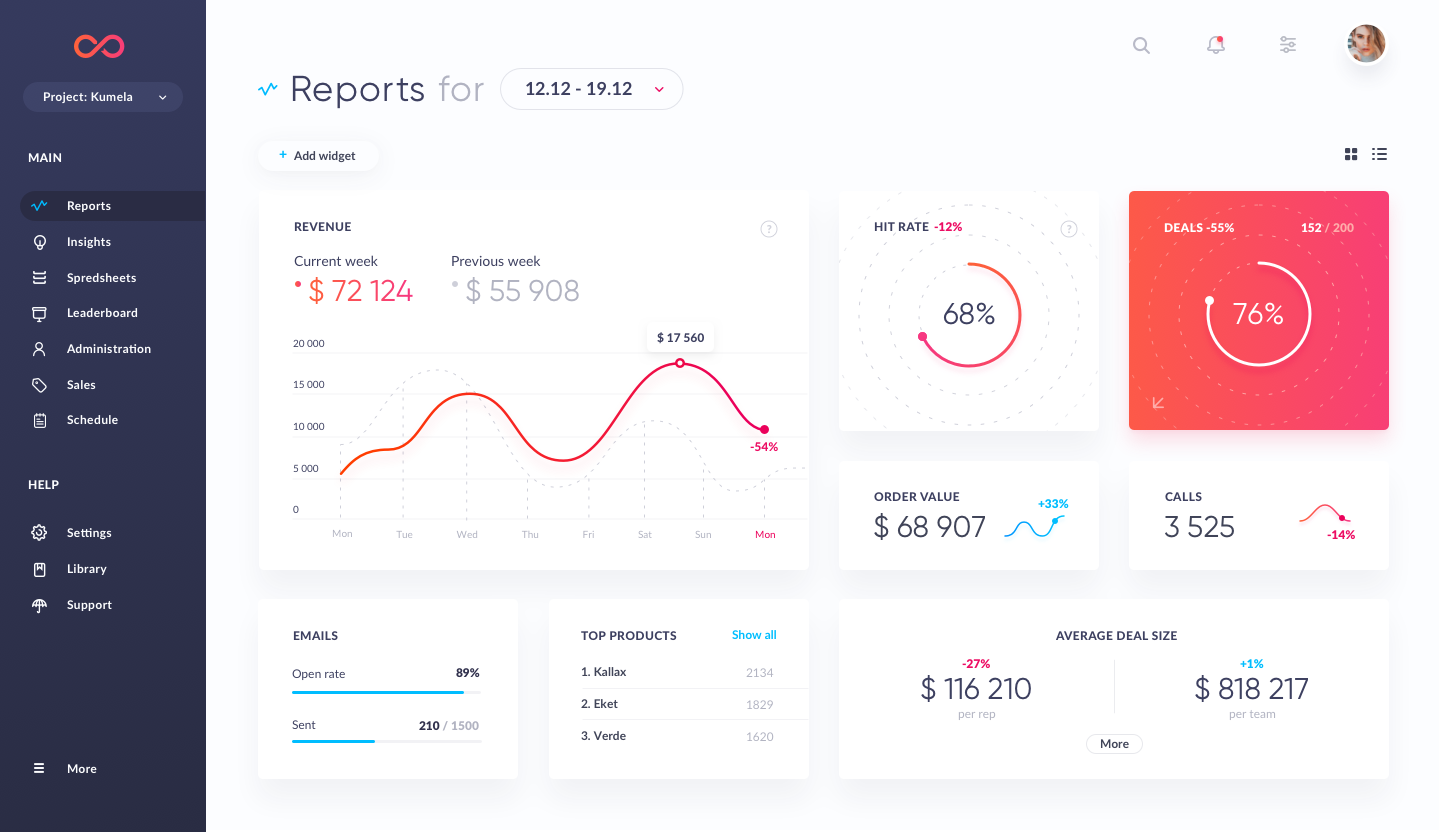 Project: Kumela
MAIN
Reports
Insights
Spredsheets
Leaderboard
Administration
Sales
Schedule
HELP
Settings
Library
Support
More
Reports for 12.12 - 19.12
+ Add widget
REVENUE
?
Current week
$ 72 124
Previous week
$ 55 908
20 000
15 000
10 000
5 000
0
$ 17 560
-54%
Mon Tue Wed Thu Fri Sat Sun Mon
HIT RATE -12%
?
68%
DEALS -55% 152 / 200
76%
ORDER VALUE
$ 68 907
+33%
CALLS
3 525
-14%
EMAILS
Open rate 89%
Sent 210 / 1500
TOP PRODUCTS Show all
1. Kallax 2134
2. Eket 1829
3. Verde 1620
AVERAGE DEAL SIZE
-27%
$ 116 210
per rep
+1%
$ 818 217
per team
More